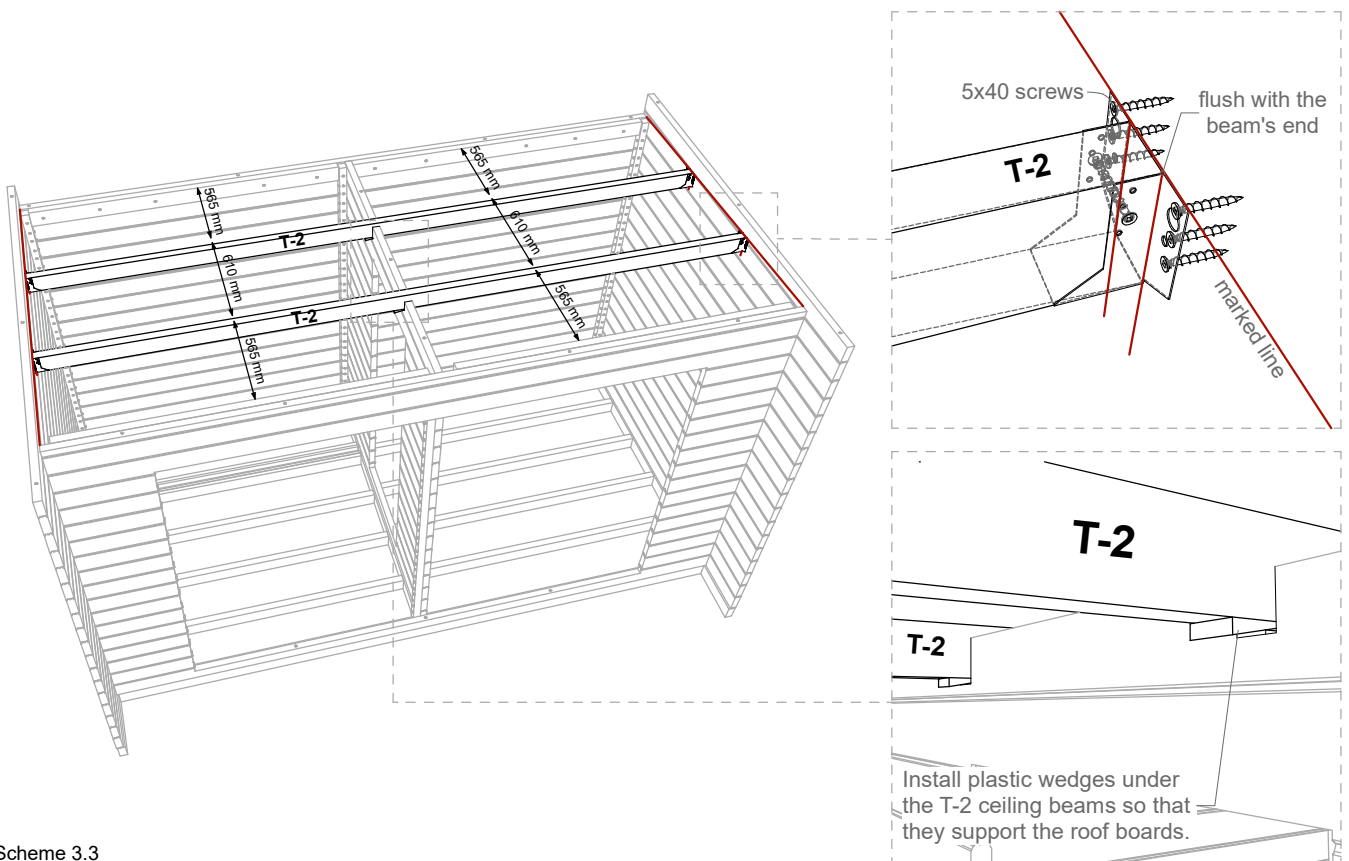 565 mm
610 mm
565 mm
T-2
T-2
565 mm
610 mm
565 mm
5x40 screws
flush with the
beam's end
T-2
marked line
T-2
T-2
Install plastic wedges under
the T-2 ceiling beams so that
they support the roof boards.
Scheme 3.3